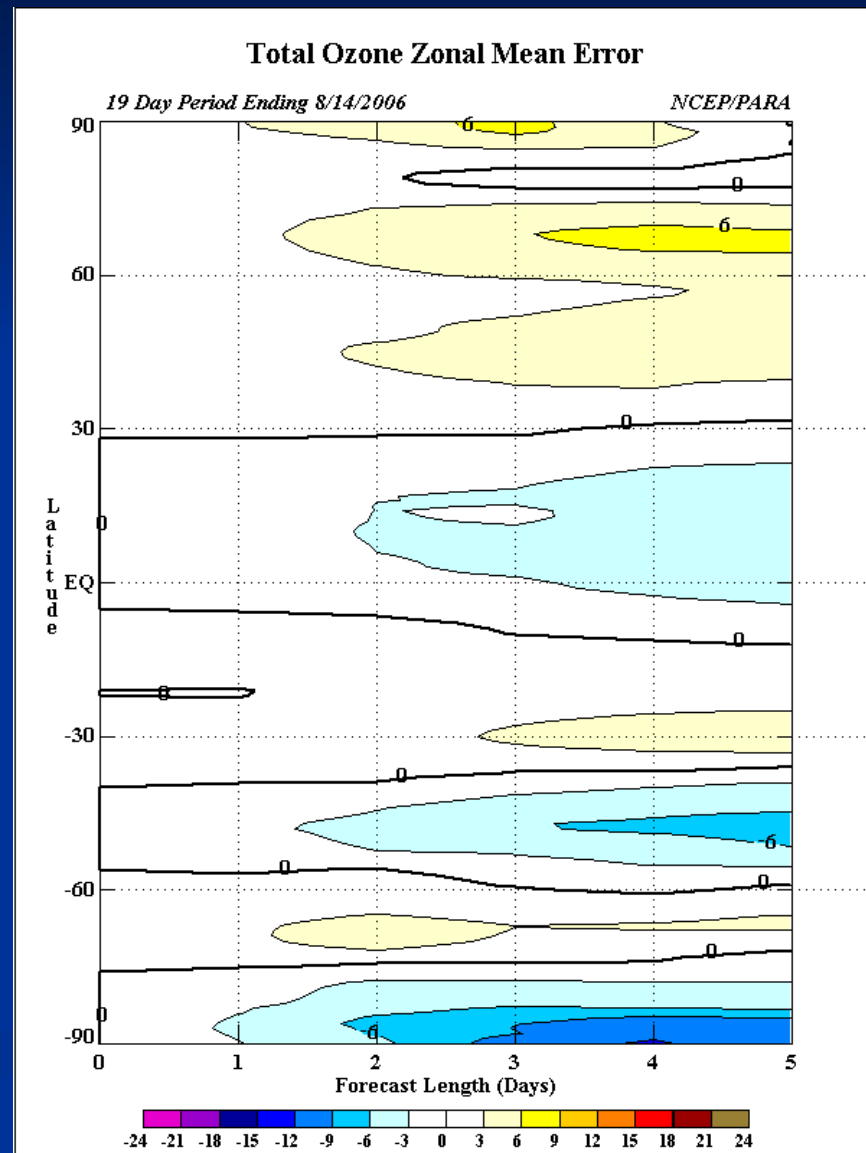 Total Ozone Zonal Mean Error
19 Day Period Ending 8/14/2006 NCEP/PARA
90
6
0
6
60
30
0
0
Latitude
EQ
0
0
-30
0
6
0
-60
0
0
0
-6
-90
0 1 2 3 4 5
Forecast Length (Days)
-24 -21 -18 -15 -12 -9 -6 -3 0 3 6 9 12 15 18 21 24